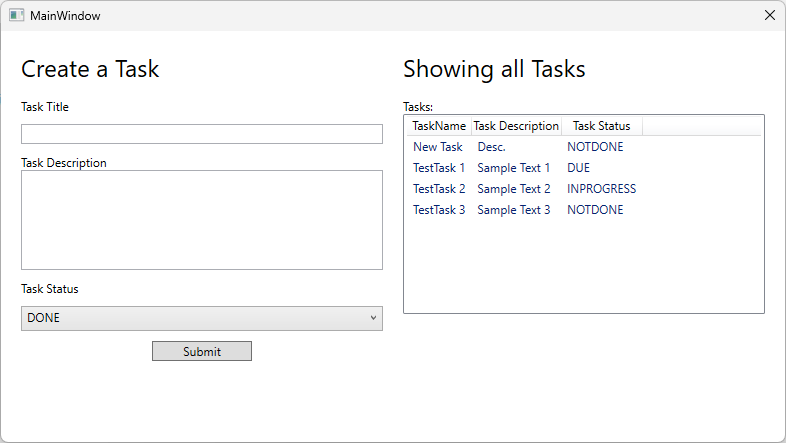 MainWindow
Create a Task
Task Title
Task Description
Task Status
DONE
Submit
Showing all Tasks
Tasks:
TaskName Task Description Task Status
New Task Desc. NOTDONE
TestTask 1 Sample Text 1 DUE
TestTask 2 Sample Text 2 INPROGRESS
TestTask 3 Sample Text 3 NOTDONE